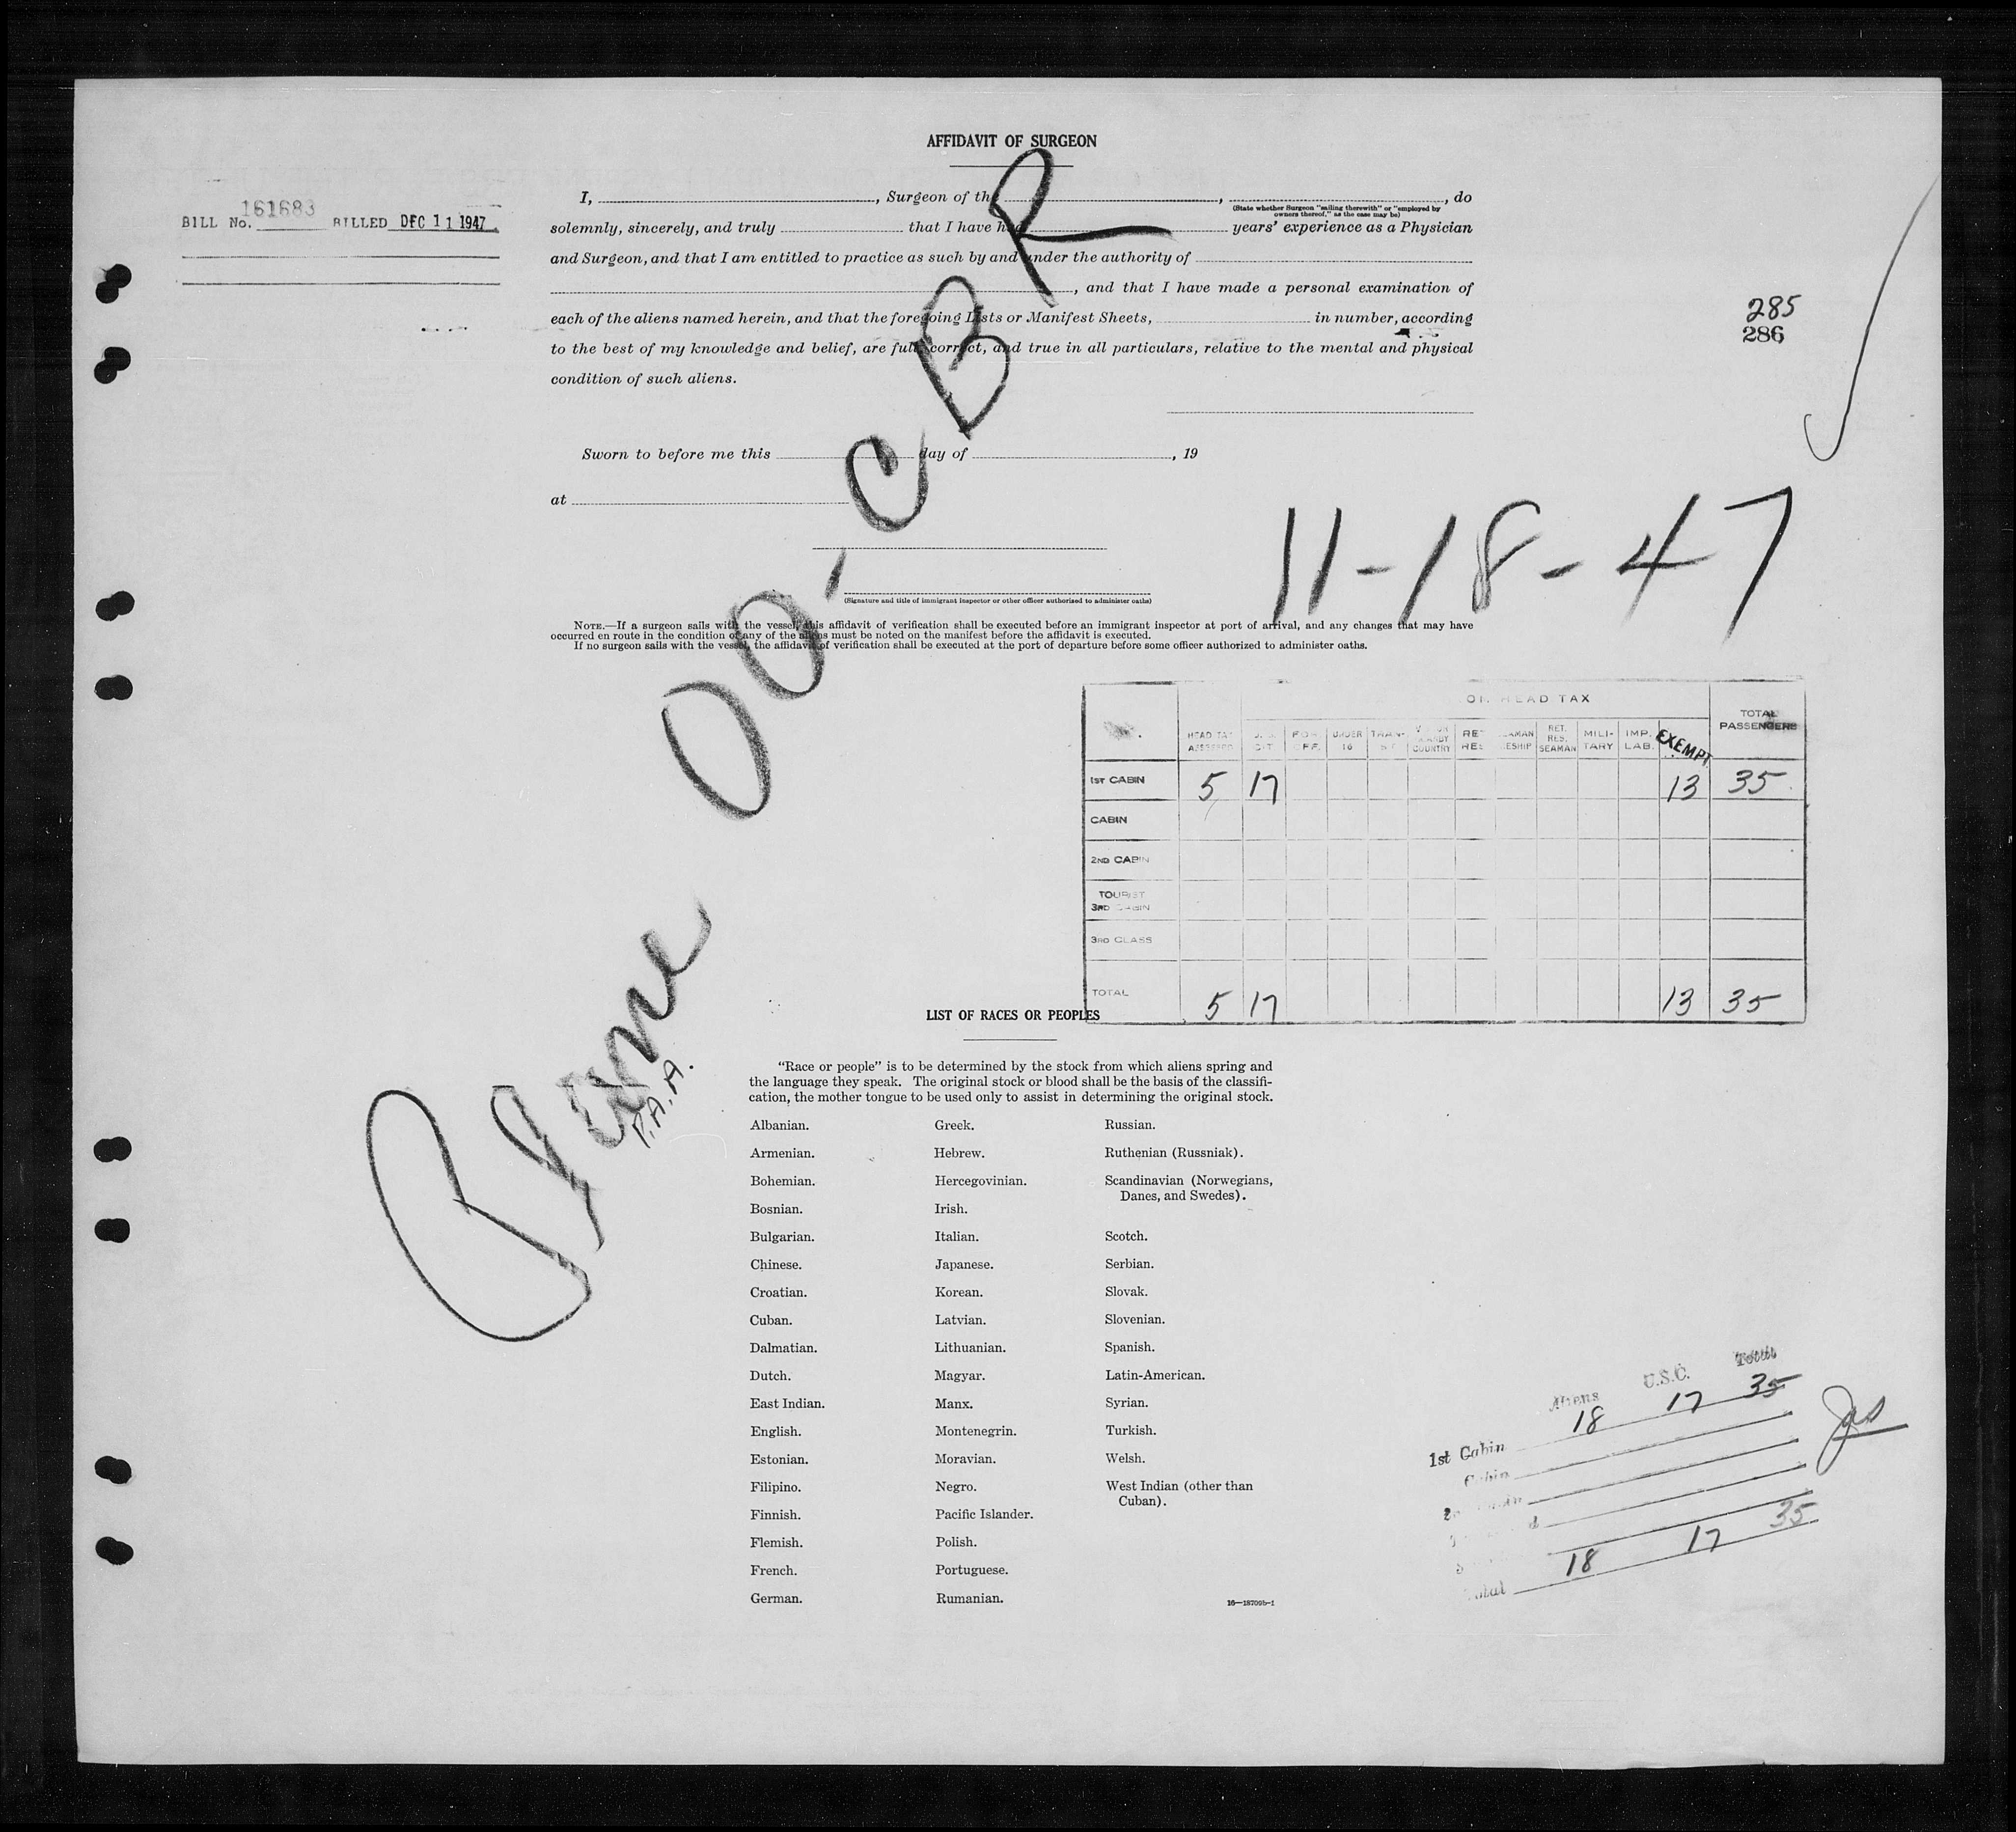 AFFIDAVIT OF SURGEON
BILL No. 161683 BILLED DEC 11 1947
I, , Surgeon of the , , do
(State whether Surgeon "sailing therewith" or "employed by
owners thereof," as the case may be)
solemnly, sincerely, and truly that I have had years' experience as a Physician
and Surgeon, and that I am entitled to practice as such by and under the authority of
, and that I have made a personal examination of
each of the aliens named herein, and that the foregoing Lists or Manifest Sheets, in number, according
to the best of my knowledge and belief, are full, correct, and true in all particulars, relative to the mental and physical
condition of such aliens.
285
286
Sworn to before me this day of , 19
at
(Signature and title of immigrant inspector or other officer authorized to administer oaths)
11-18-47
NOTE.—If a surgeon sails with the vessel, this affidavit of verification shall be executed before an immigrant inspector at port of arrival, and any changes that may have
occurred en route in the condition of any of the aliens must be noted on the manifest before the affidavit is executed.
If no surgeon sails with the vessel, the affidavit of verification shall be executed at the port of departure before some officer authorized to administer oaths.
Plane 00-CBR
P.A.A.
HEAD TAX TOTAL PASSENGERS
HEAD TAX ASSESSED U.S. CIT. UNDER 16 COUNTRY RET. RES. SEAMAN MILITARY IMP. LAB. EXEMPT
1ST CABIN 5 17 13 35
CABIN
2ND CABIN
TOURIST
3RD CABIN
3RD CLASS
TOTAL 5 17 13 35
LIST OF RACES OR PEOPLES
"Race or people" is to be determined by the stock from which aliens spring and
the language they speak. The original stock or blood shall be the basis of the classifi-
cation, the mother tongue to be used only to assist in determining the original stock.
Albanian. Greek. Russian.
Armenian. Hebrew. Ruthenian (Russniak).
Bohemian. Hercegovinian. Scandinavian (Norwegians,
Danes, and Swedes).
Bosnian. Irish.
Bulgarian. Italian. Scotch.
Chinese. Japanese. Serbian.
Croatian. Korean. Slovak.
Cuban. Latvian. Slovenian.
Dalmatian. Lithuanian. Spanish.
Dutch. Magyar. Latin-American.
East Indian. Manx. Syrian.
English. Montenegrin. Turkish.
Estonian. Moravian. Welsh.
Filipino. Negro. West Indian (other than
Cuban).
Finnish. Pacific Islander.
Flemish. Polish.
French. Portuguese.
German. Rumanian.
16—18709b-1
Aliens U.S.C. Total
1st Cabin 18 17 35
Cabin
Total 18 17 35